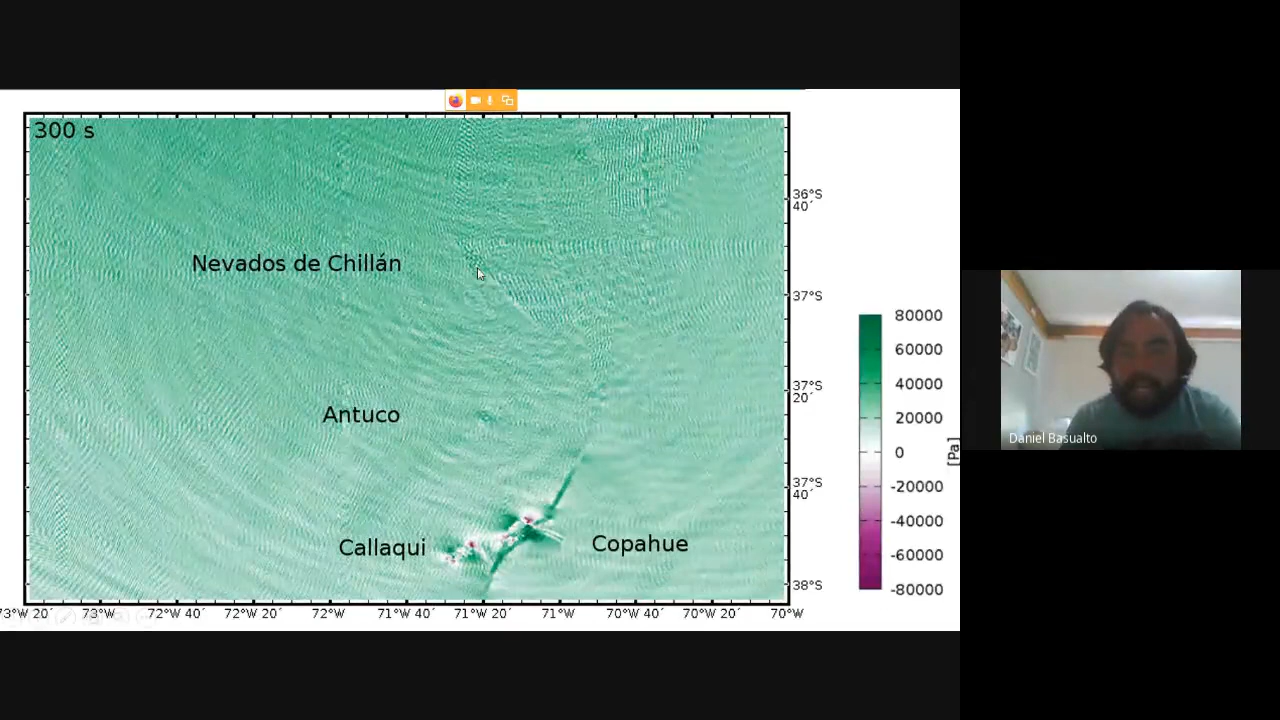 300 s
36°S
40´
Nevados de Chillán
37°S
80000
60000
37°S
20´
40000
Antuco
20000
0
Daniel Basualto
[Pa]
37°S
40´
-20000
-40000
Callaqui
Copahue
-60000
38°S
-80000
73°W 20´ 73°W 72°W 40´ 72°W 20´ 72°W 71°W 40´ 71°W 20´ 71°W 70°W 40´ 70°W 20´ 70°W